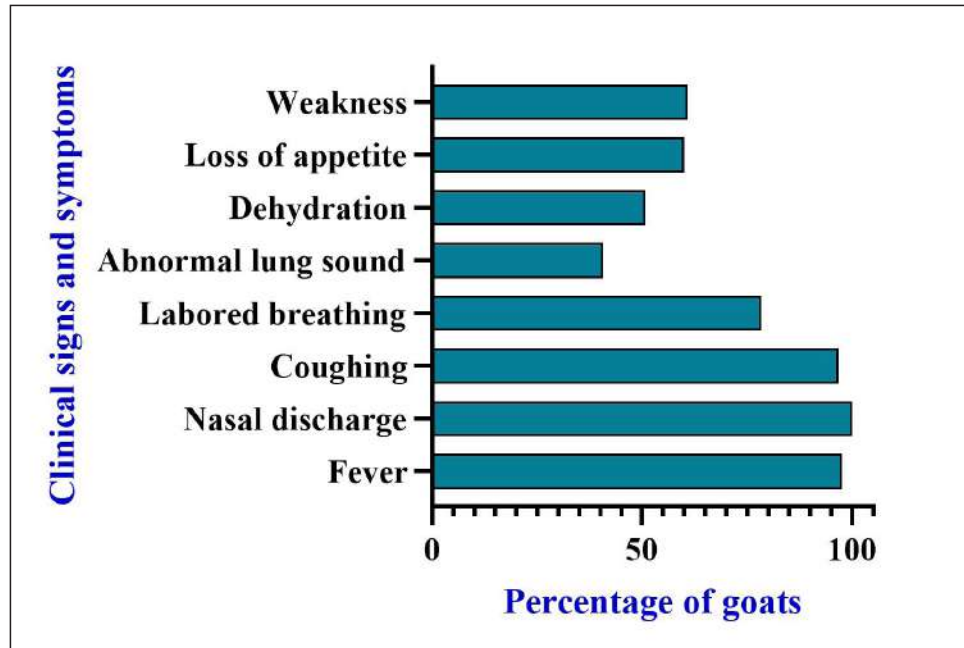 Clinical signs and symptoms
Weakness
Loss of appetite
Dehydration
Abnormal lung sound
Labored breathing
Coughing
Nasal discharge
Fever
0 50 100
Percentage of goats